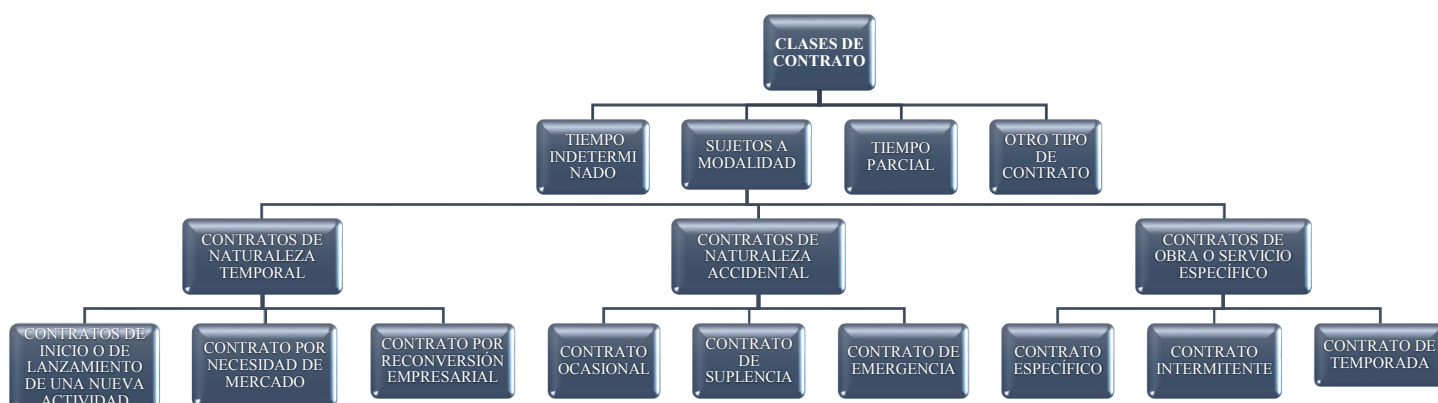 CLASES DE
CONTRATO
TIEMPO
INDETERMI
NADO
SUJETOS A
MODALIDAD
TIEMPO
PARCIAL
OTRO TIPO
DE
CONTRATO
CONTRATOS DE
NATURALEZA
TEMPORAL
CONTRATOS DE
NATURALEZA
ACCIDENTAL
CONTRATOS DE
OBRA O SERVICIO
ESPECÍFICO
CONTRATOS DE
INICIO O DE
LANZAMIENTO
DE UNA NUEVA
ACTIVIDAD
CONTRATO POR
NECESIDAD DE
MERCADO
CONTRATO POR
RECONVERSIÓN
EMPRESARIAL
CONTRATO
OCASIONAL
CONTRATO
DE
SUPLENCIA
CONTRATO DE
EMERGENCIA
CONTRATO
ESPECÍFICO
CONTRATO
INTERMITENTE
CONTRATO DE
TEMPORADA